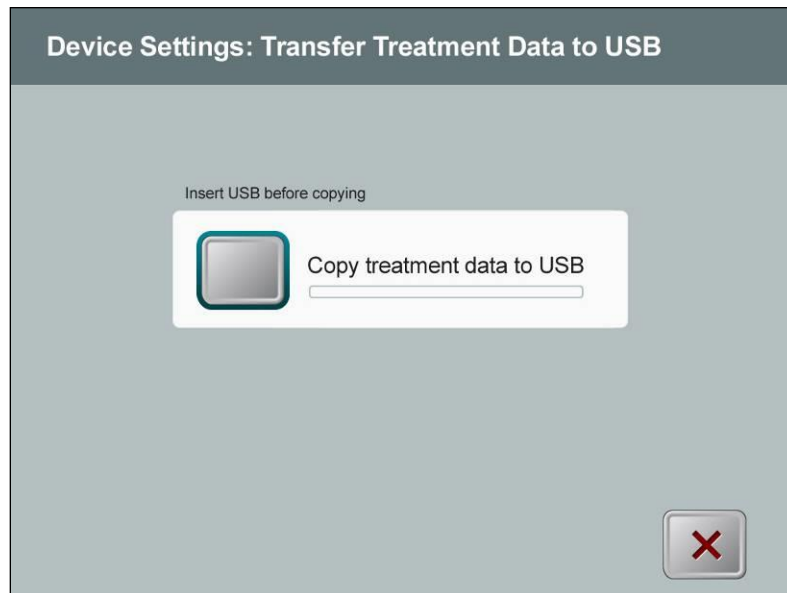 Device Settings: Transfer Treatment Data to USB
Insert USB before copying
Copy treatment data to USB